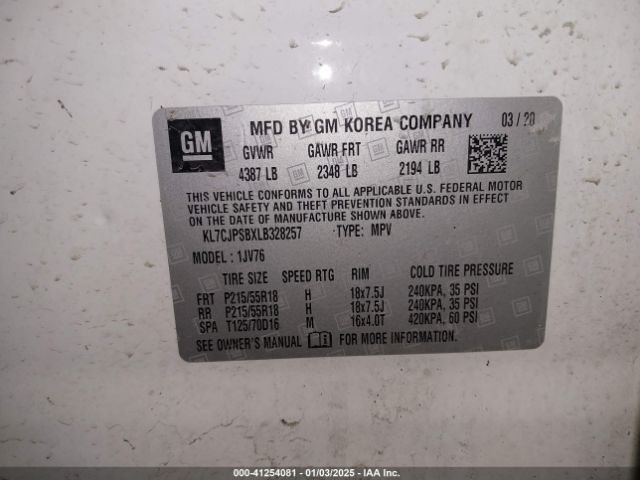 GM
MFD BY GM KOREA COMPANY 03 / 20
GVWR GAWR FRT GAWR RR
4387 LB 2348 LB 2194 LB
THIS VEHICLE CONFORMS TO ALL APPLICABLE U.S. FEDERAL MOTOR
VEHICLE SAFETY AND THEFT PREVENTION STANDARDS IN EFFECT ON
THE DATE OF MANUFACTURE SHOWN ABOVE.
KL7CJPSBXLB328257 TYPE: MPV
MODEL : 1JV76
TIRE SIZE SPEED RTG RIM COLD TIRE PRESSURE
FRT P215/55R18 H 18x7.5J 240KPA, 35 PSI
RR P215/55R18 H 18x7.5J 240KPA, 35 PSI
SPA T125/70D16 M 16x4.0T 420KPA, 60 PSI
SEE OWNER'S MANUAL FOR MORE INFORMATION.
000-41254081 - 01/03/2025 - IAA Inc.